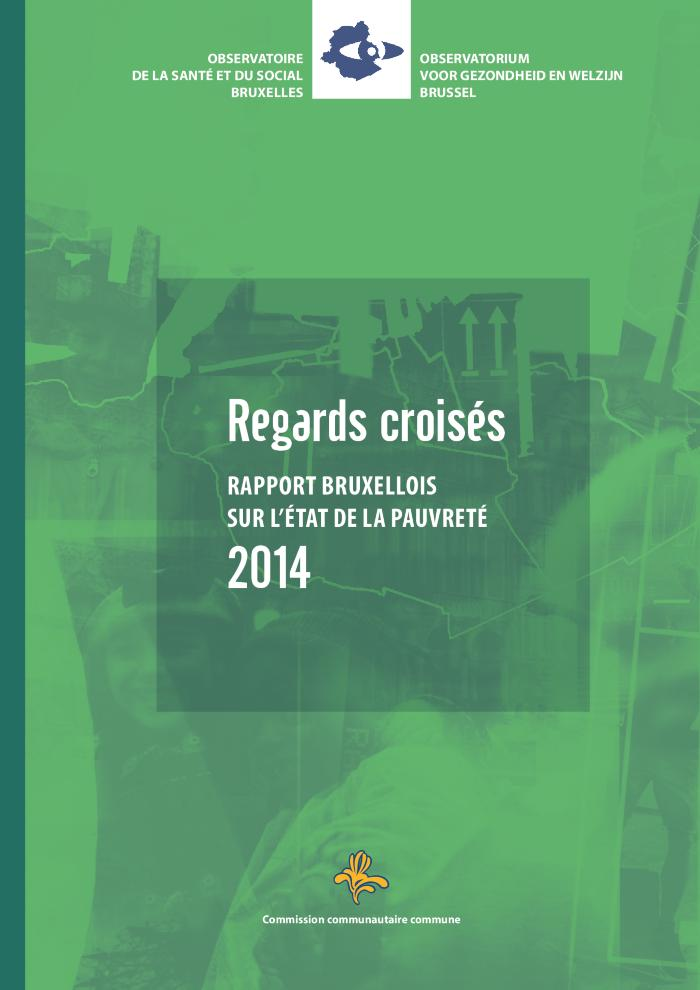 OBSERVATOIRE
DE LA SANTÉ ET DU SOCIAL
BRUXELLES
OBSERVATORIUM
VOOR GEZONDHEID EN WELZIJN
BRUSSEL
Regards croisés
RAPPORT BRUXELLOIS
SUR L'ÉTAT DE LA PAUVRETÉ
2014
Commission communautaire commune